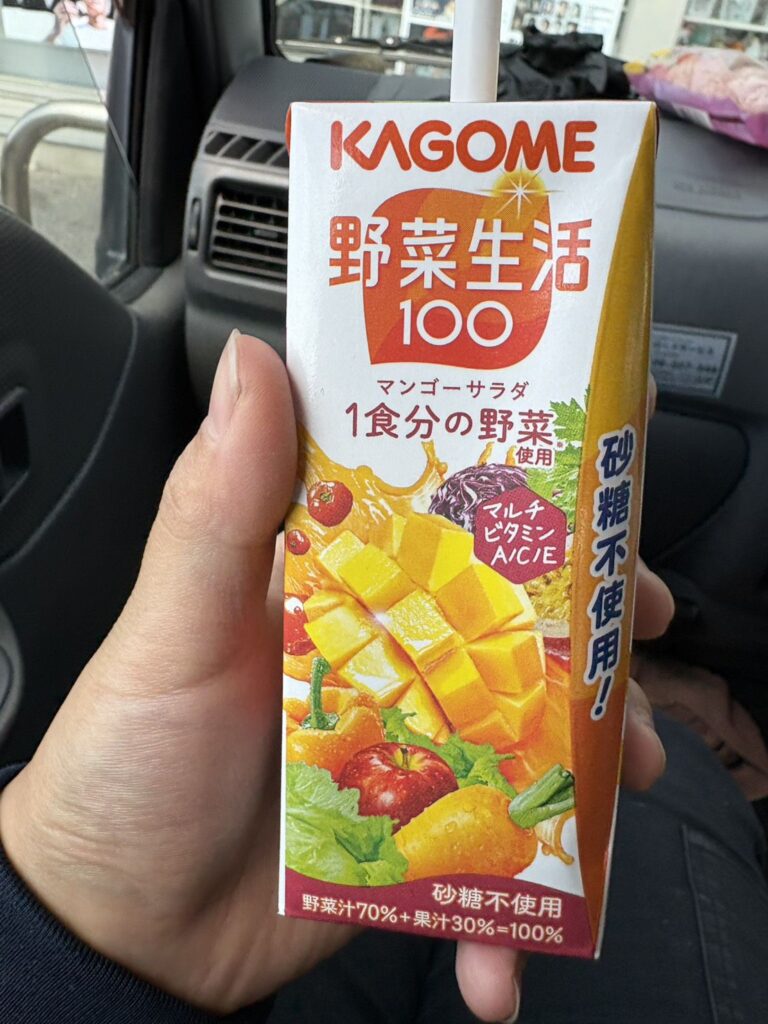 KAGOME
野菜生活
100
マンゴーサラダ
1食分の野菜※
使用
マルチ
ビタミン
A/C/E
砂糖不使用!
砂糖不使用
野菜汁70%+果汁30%=100%